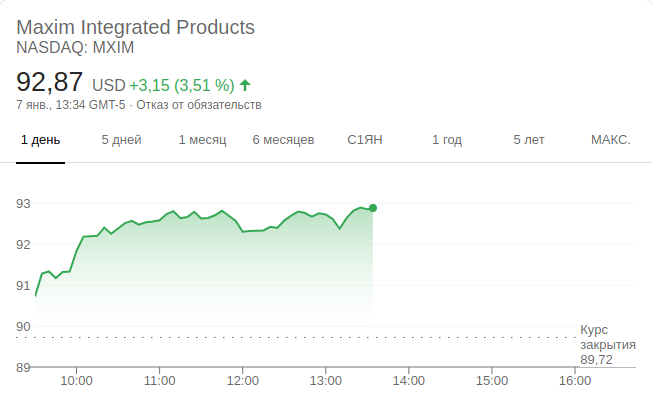 Maxim Integrated Products
NASDAQ: MXIM
92,87 USD +3,15 (3,51 %)
7 янв., 13:34 GMT-5 · Отказ от обязательств
1 день 5 дней 1 месяц 6 месяцев С1ЯН 1 год 5 лет МАКС.
93
92
91
90
Курс
закрытия
89,72
89
10:00 11:00 12:00 13:00 14:00 15:00 16:00